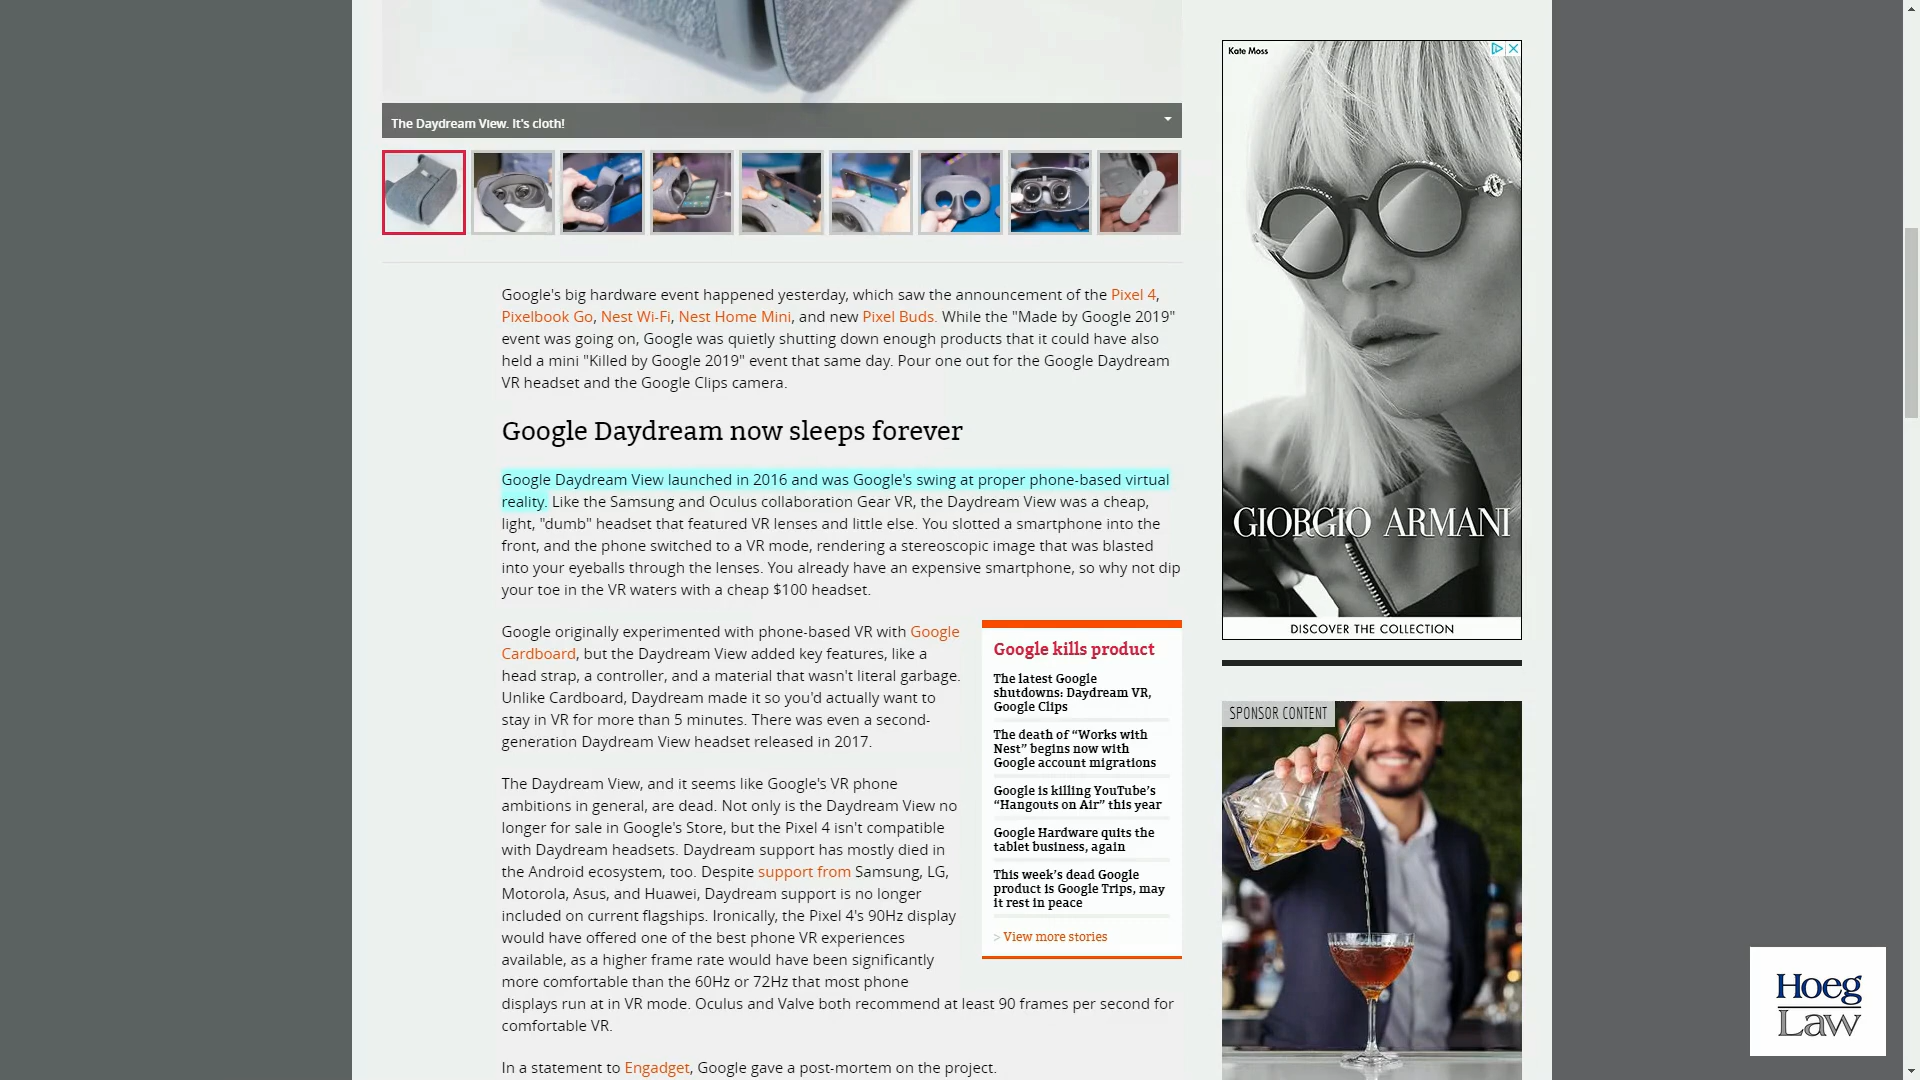 The Daydream View. It's cloth!
Google's big hardware event happened yesterday, which saw the announcement of the Pixel 4,
Pixelbook Go, Nest Wi-Fi, Nest Home Mini, and new Pixel Buds. While the "Made by Google 2019"
event was going on, Google was quietly shutting down enough products that it could have also
held a mini "Killed by Google 2019" event that same day. Pour one out for the Google Daydream
VR headset and the Google Clips camera.
Google Daydream now sleeps forever
Google Daydream View launched in 2016 and was Google's swing at proper phone-based virtual
reality. Like the Samsung and Oculus collaboration Gear VR, the Daydream View was a cheap,
light, "dumb" headset that featured VR lenses and little else. You slotted a smartphone into the
front, and the phone switched to a VR mode, rendering a stereoscopic image that was blasted
into your eyeballs through the lenses. You already have an expensive smartphone, so why not dip
your toe in the VR waters with a cheap $100 headset.
Google originally experimented with phone-based VR with Google
Cardboard, but the Daydream View added key features, like a
head strap, a controller, and a material that wasn't literal garbage.
Unlike Cardboard, Daydream made it so you'd actually want to
stay in VR for more than 5 minutes. There was even a second-
generation Daydream View headset released in 2017.
The Daydream View, and it seems like Google's VR phone
ambitions in general, are dead. Not only is the Daydream View no
longer for sale in Google's Store, but the Pixel 4 isn't compatible
with Daydream headsets. Daydream support has mostly died in
the Android ecosystem, too. Despite support from Samsung, LG,
Motorola, Asus, and Huawei, Daydream support is no longer
included on current flagships. Ironically, the Pixel 4's 90Hz display
would have offered one of the best phone VR experiences
available, as a higher frame rate would have been significantly
more comfortable than the 60Hz or 72Hz that most phone
displays run at in VR mode. Oculus and Valve both recommend at least 90 frames per second for
comfortable VR.
In a statement to Engadget, Google gave a post-mortem on the project.
Google kills product
The latest Google
shutdowns: Daydream VR,
Google Clips
The death of “Works with
Nest” begins now with
Google account migrations
Google is killing YouTube’s
“Hangouts on Air” this year
Google Hardware quits the
tablet business, again
This week’s dead Google
product is Google Trips, may
it rest in peace
> View more stories
Kate Moss
GIORGIO ARMANI
DISCOVER THE COLLECTION
SPONSOR CONTENT
Hoeg
Law